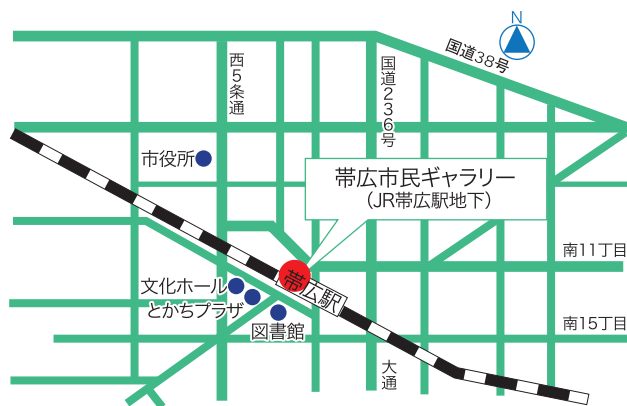 N
国道38号
西5条通
国道236号
市役所
帯広市民ギャラリー
（JR帯広駅地下）
南11丁目
帯広駅
文化ホール
とかちプラザ
図書館
南15丁目
大通